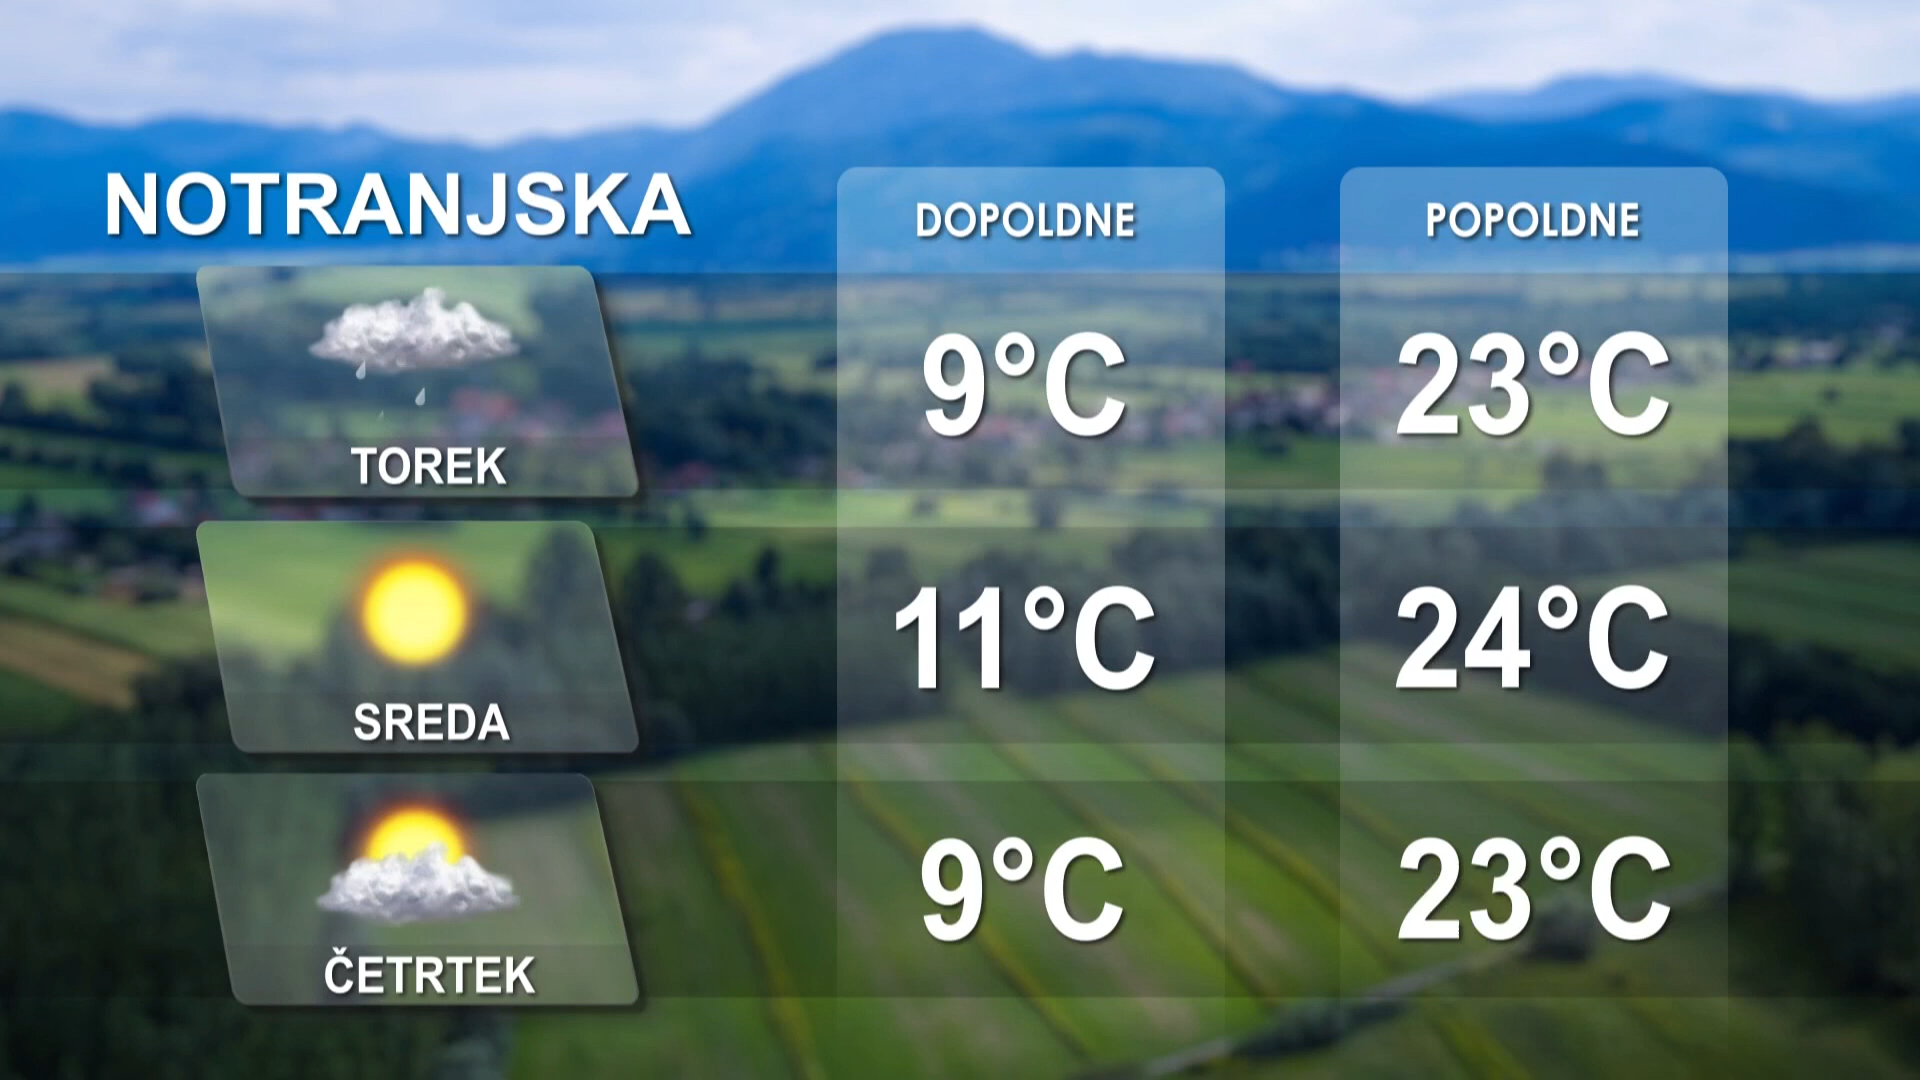 NOTRANJSKA
DOPOLDNE
POPOLDNE
TOREK
9°C
23°C
SREDA
11°C
24°C
ČETRTEK
9°C
23°C